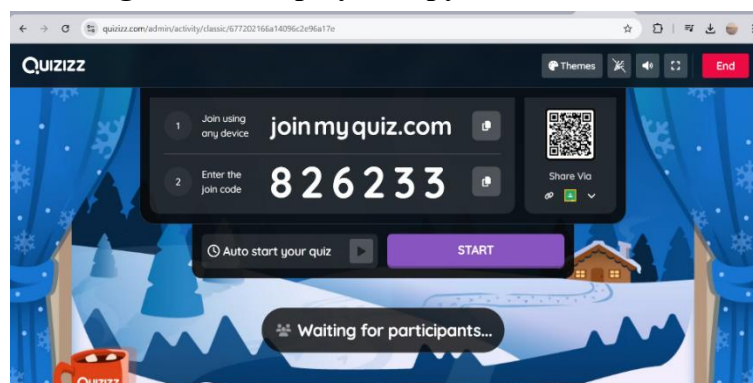 quizizz.com/admin/activity/classic/677202166a14096c2e96a17e
QUIZIZZ
Themes
End
1 Join using any device joinmyquiz.com
2 Enter the join code 826233
Share Via
Auto start your quiz
START
Waiting for participants...
QUIZIZZ